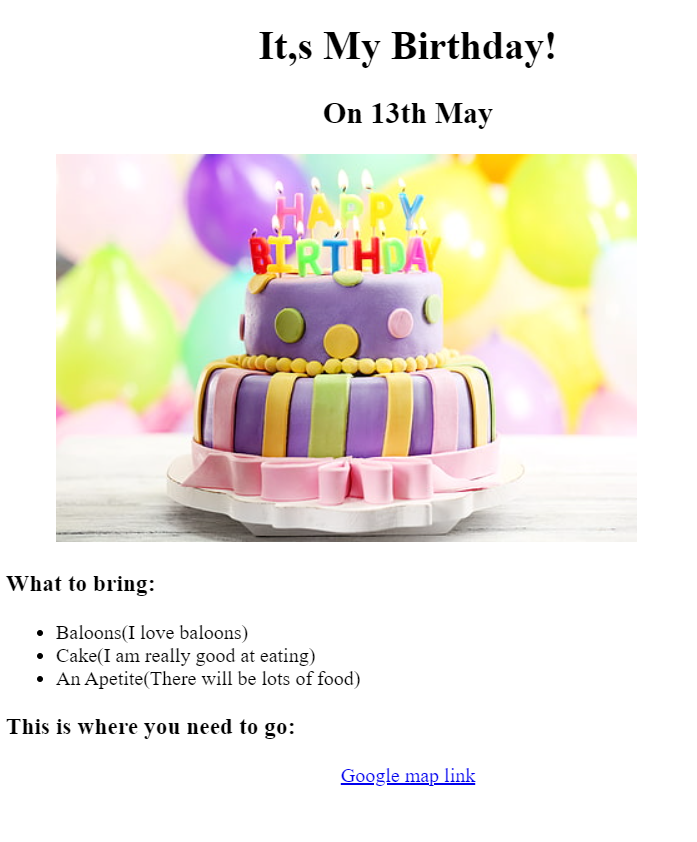 It,s My Birthday!
On 13th May
HAPPY
BIRTHDAY
What to bring:
Baloons(I love baloons)
Cake(I am really good at eating)
An Apetite(There will be lots of food)
This is where you need to go:
Google map link